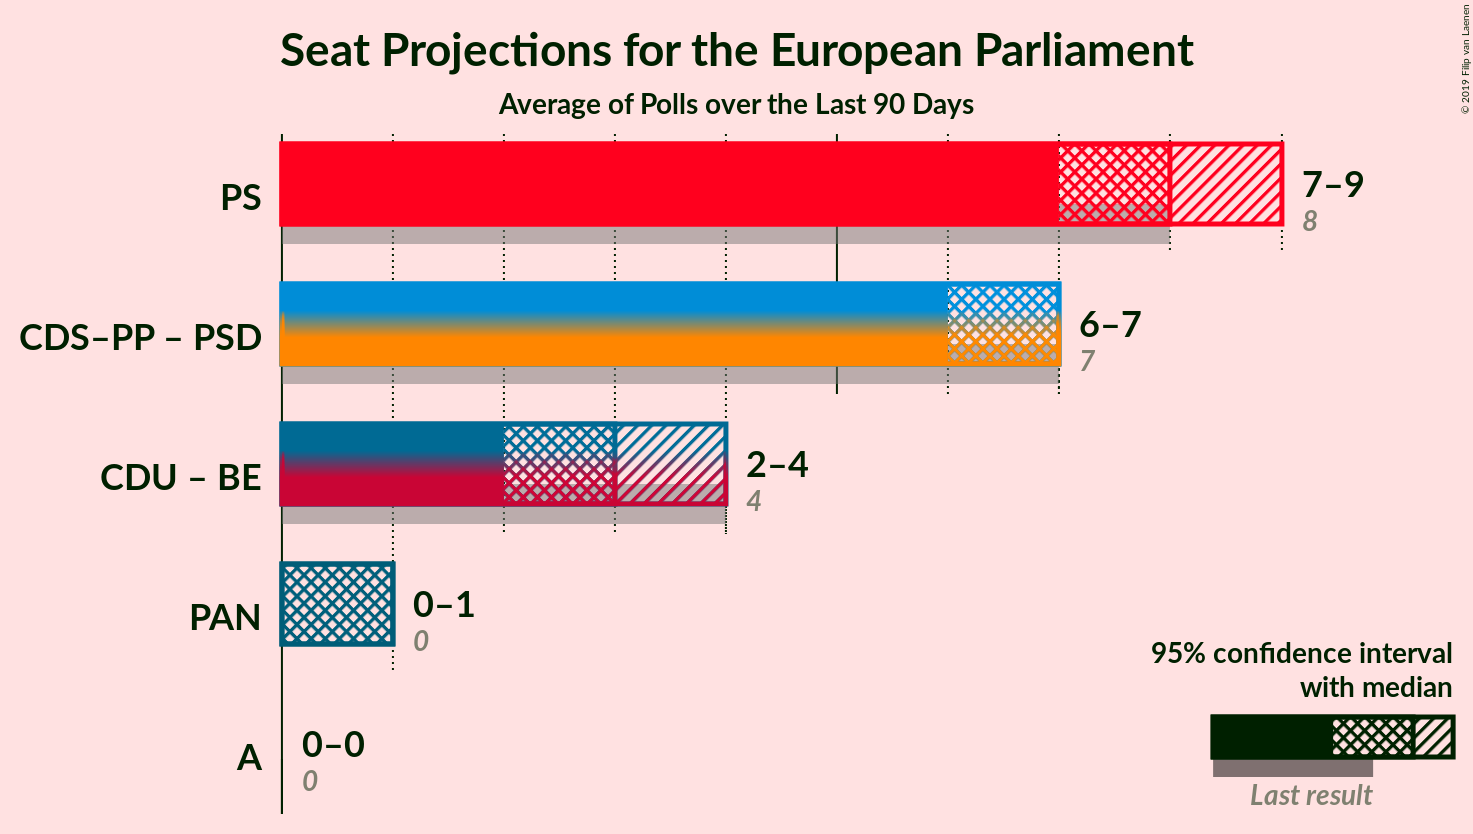 Seat Projections for the European Parliament
Average of Polls over the Last 90 Days
© 2019 Filip van Laenen
PS
7–9
8
CDS–PP – PSD
6–7
7
CDU – BE
2–4
4
PAN
0–1
0
A
0–0
0
95% confidence interval
with median
Last result